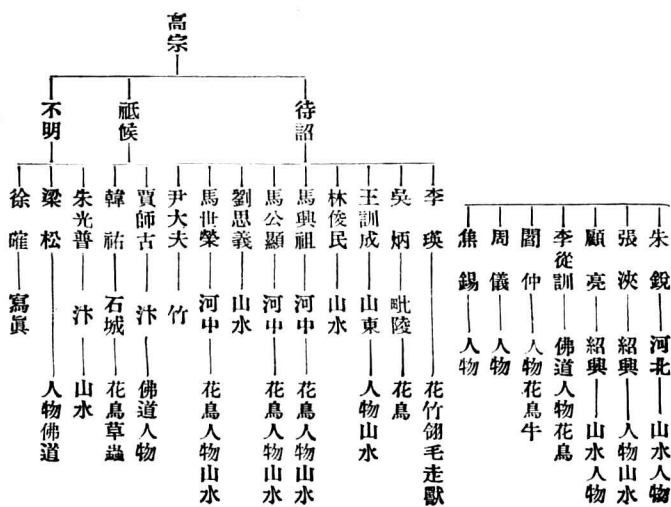 朱銳 河北 山水人物
張浹 紹興 人物山水
顧亮 紹興 山水人物
李從訓 佛道人物花鳥
閻仲 人物花鳥牛
周儀 人物
焦錫 人物
高宗
待詔
李瑛 花竹翎毛走獸
吳炳 毗陵 花鳥
王訓成 山東 人物山水
林俊民 山水
馬興祖 河中 花鳥人物山水
馬公顯 河中 花鳥人物山水
劉思義 山水
馬世榮 河中 花鳥人物山水
尹大夫 竹
祗候
賈師古 汴 佛道人物
韓祐 石城 花鳥草蟲
不明
朱光普 汴 山水
梁松 人物佛道
徐確 寫眞